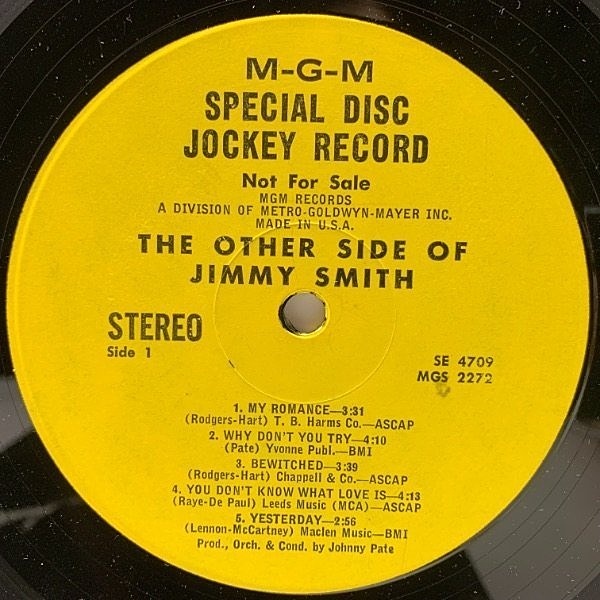 M-G-M
SPECIAL DISC
JOCKEY RECORD
Not For Sale
MGM RECORDS
A DIVISION OF METRO-GOLDWYN-MAYER INC.
MADE IN U.S.A.
THE OTHER SIDE OF
JIMMY SMITH
STEREO
Side 1
SE 4709
MGS 2272
1. MY ROMANCE—3:31
(Rodgers-Hart) T. B. Harms Co.—ASCAP
2. WHY DON'T YOU TRY—4:10
(Pate) Yvonne Publ.—BMI
3. BEWITCHED—3:39
(Rodgers-Hart) Chappell & Co.—ASCAP
4. YOU DON'T KNOW WHAT LOVE IS—4:13
(Raye-De Paul) Leeds Music (MCA)—ASCAP
5. YESTERDAY—2:56
(Lennon-McCartney) Maclen Music—BMI
Prod., Orch. & Cond. by Johnny Pate